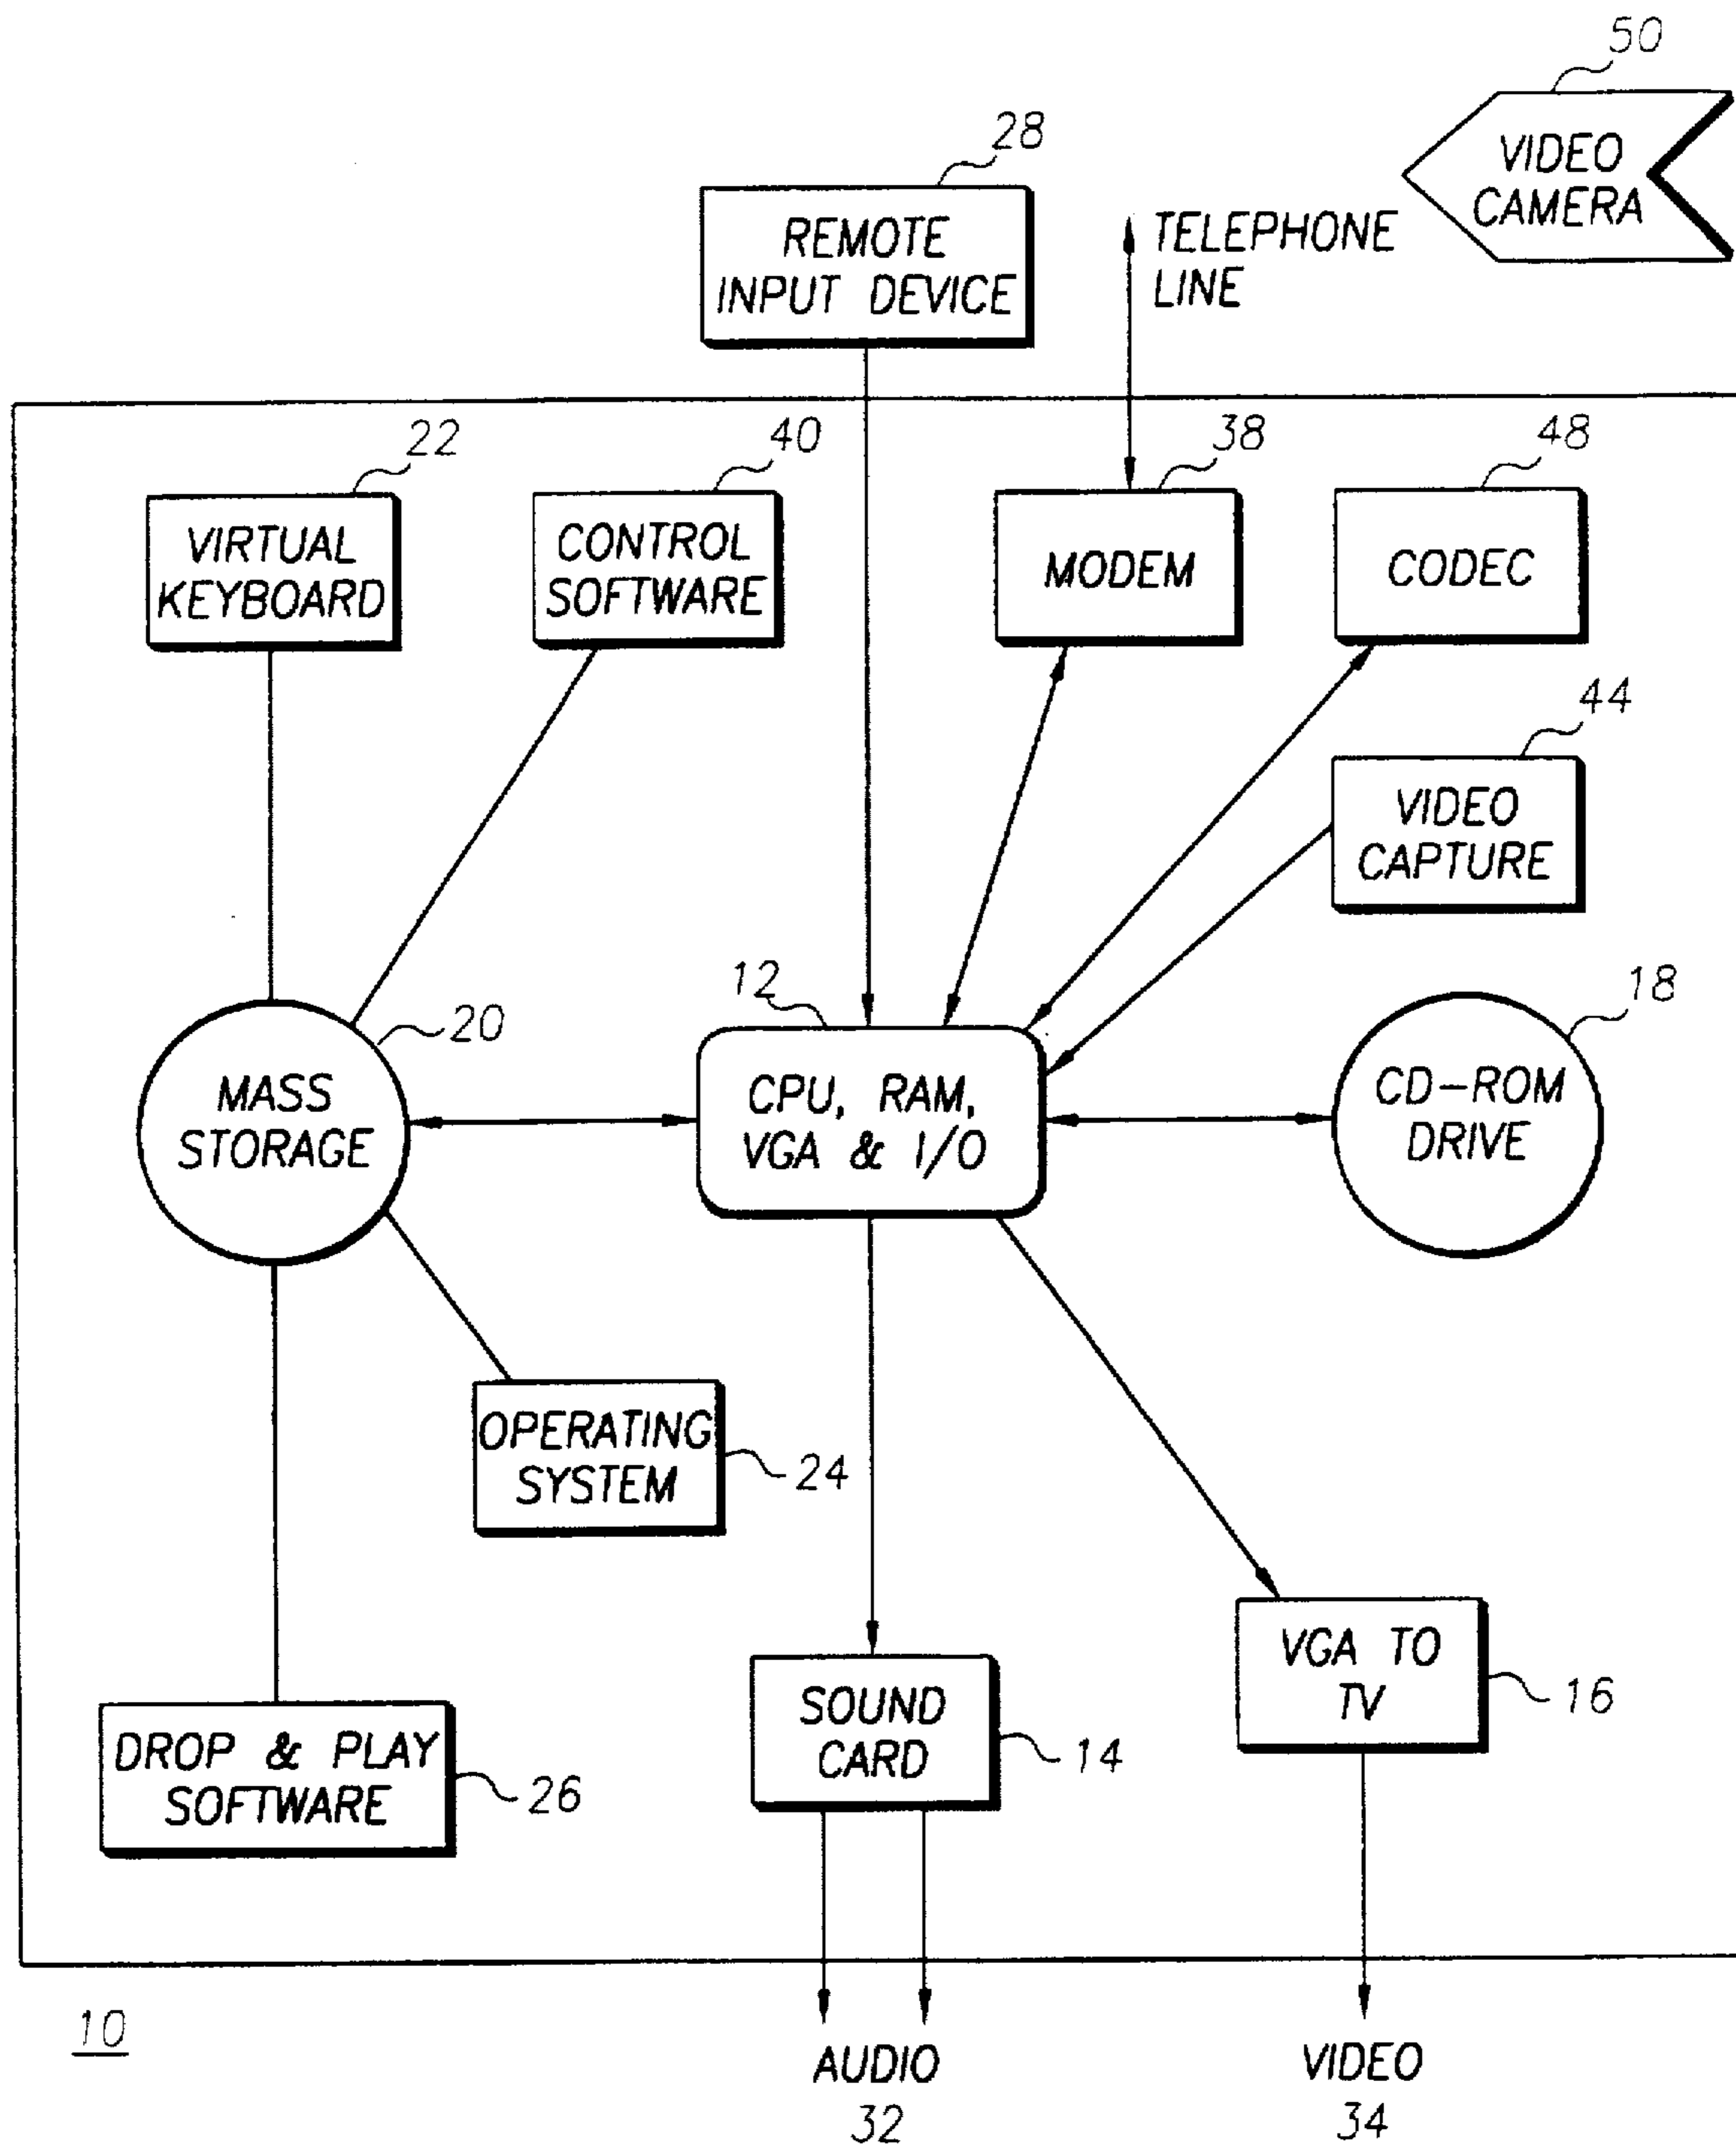 50
VIDEO
CAMERA
28
REMOTE
INPUT DEVICE
TELEPHONE
LINE
22
VIRTUAL
KEYBOARD
40
CONTROL
SOFTWARE
38
MODEM
48
CODEC
44
VIDEO
CAPTURE
20
MASS
STORAGE
12
CPU, RAM,
VGA & I/O
18
CD-ROM
DRIVE
OPERATING
SYSTEM
24
DROP & PLAY
SOFTWARE
26
SOUND
CARD
14
VGA TO
TV
16
10
AUDIO
32
VIDEO
34